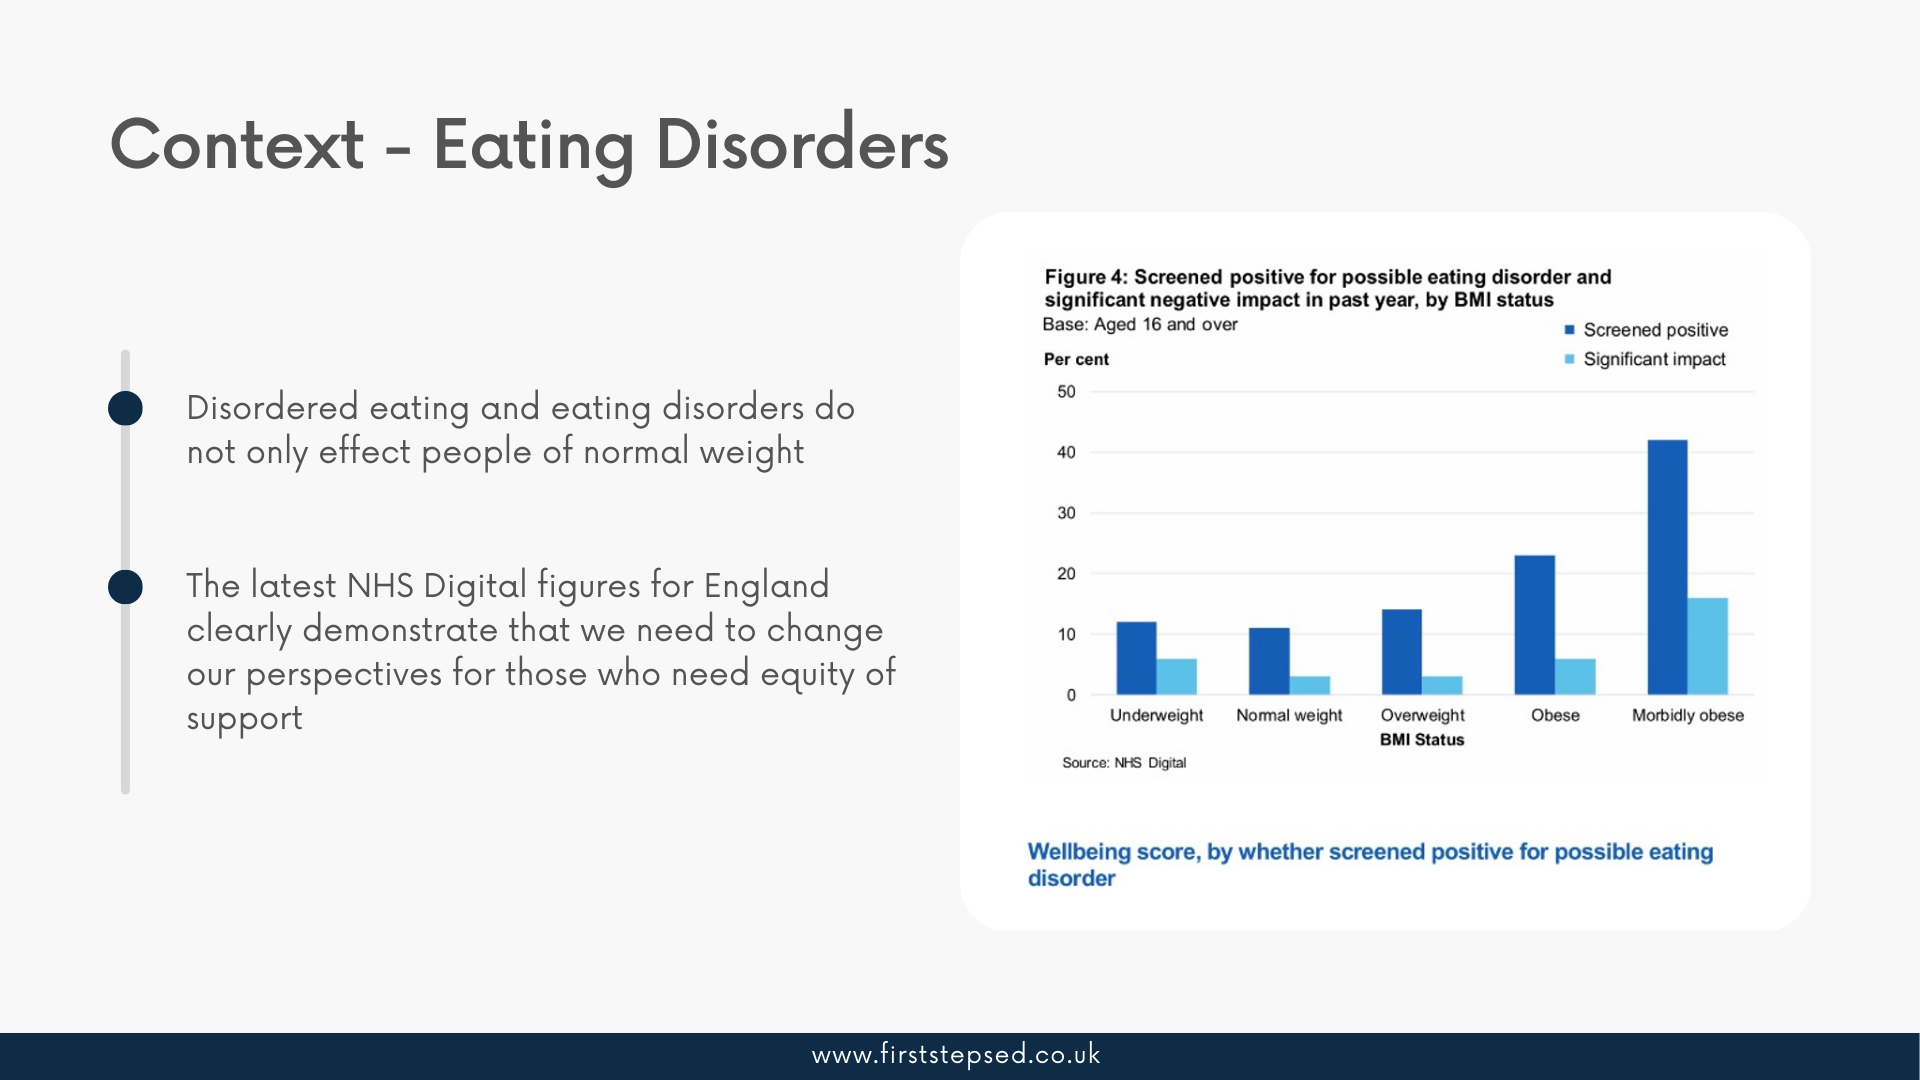 Context - Eating Disorders
Disordered eating and eating disorders do
not only effect people of normal weight
The latest NHS Digital figures for England
clearly demonstrate that we need to change
our perspectives for those who need equity of
support
Figure 4: Screened positive for possible eating disorder and
significant negative impact in past year, by BMI status
Base: Aged 16 and over
Screened positive
Significant impact
Per cent
50
40
30
20
10
0
Underweight Normal weight Overweight Obese Morbidly obese
BMI Status
Source: NHS Digital
Wellbeing score, by whether screened positive for possible eating
disorder
www.firststepsed.co.uk